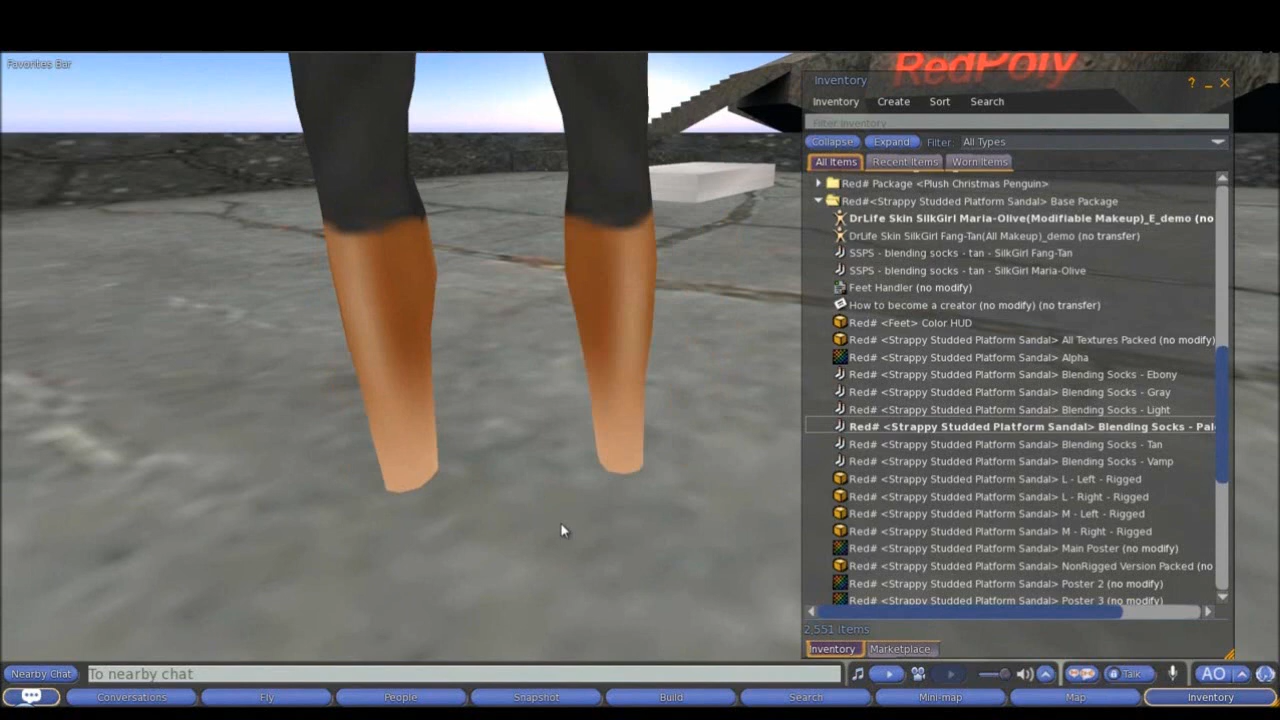 Favorites Bar
RedPoly
Inventory
? _ X
Inventory Create Sort Search
Filter Inventory
Collapse Expand Filter: All Types
All Items Recent Items Worn Items
Red# Package <Plush Christmas Penguin>
Red#<Strappy Studded Platform Sandal> Base Package
DrLife Skin SilkGirl Maria-Olive(Modifiable Makeup)_E_demo (no
DrLife Skin SilkGirl Fang-Tan(All Makeup)_demo (no transfer)
SSPS - blending socks - tan - SilkGirl Fang-Tan
SSPS - blending socks - tan - SilkGirl Maria-Olive
Feet Handler (no modify)
How to become a creator (no modify) (no transfer)
Red# <Feet> Color HUD
Red# <Strappy Studded Platform Sandal> All Textures Packed (no modify)
Red# <Strappy Studded Platform Sandal> Alpha
Red# <Strappy Studded Platform Sandal> Blending Socks - Ebony
Red# <Strappy Studded Platform Sandal> Blending Socks - Gray
Red# <Strappy Studded Platform Sandal> Blending Socks - Light
Red# <Strappy Studded Platform Sandal> Blending Socks - Pal
Red# <Strappy Studded Platform Sandal> Blending Socks - Tan
Red# <Strappy Studded Platform Sandal> Blending Socks - Vamp
Red# <Strappy Studded Platform Sandal> L - Left - Rigged
Red# <Strappy Studded Platform Sandal> L - Right - Rigged
Red# <Strappy Studded Platform Sandal> M - Left - Rigged
Red# <Strappy Studded Platform Sandal> M - Right - Rigged
Red# <Strappy Studded Platform Sandal> Main Poster (no modify)
Red# <Strappy Studded Platform Sandal> NonRigged Version Packed (no
Red# <Strappy Studded Platform Sandal> Poster 2 (no modify)
Red# <Strappy Studded Platform Sandal> Poster 3 (no modify)
2,551 Items
Inventory Marketplace
Nearby Chat To nearby chat Talk AO
Conversations Fly People Snapshot Build Search Mini-map Map Inventory